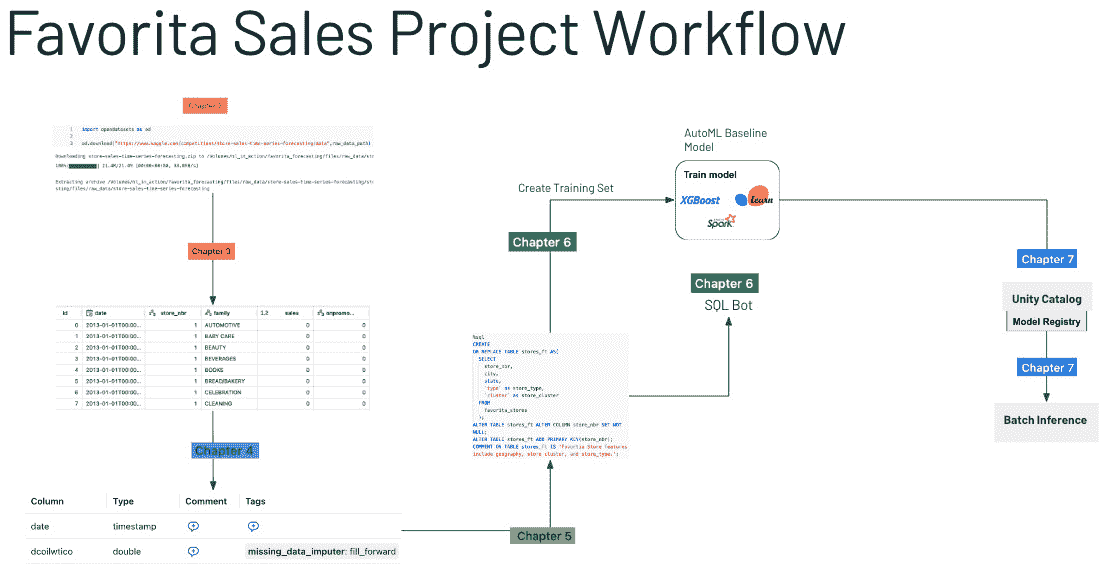 Favorita Sales Project Workflow
1 import opendatasets as od
2
3 od.download("https://www.kaggle.com/competitions/store-sales-time-series-forecasting/data",raw_data_path)
Downloading store-sales-time-series-forecasting.zip to
100%
Extracting archive
Chapter 3
id date store_nbr family 1.2 sales onpromo...
0 2013-01-01T00:00... 1 AUTOMOTIVE 0 0
1 2013-01-01T00:00... 1 BABY CARE 0 0
2 2013-01-01T00:00... 1 BEAUTY 0 0
3 2013-01-01T00:00... 1 BEVERAGES 0 0
4 2013-01-01T00:00... 1 BOOKS 0 0
5 2013-01-01T00:00... 1 BREAD/BAKERY 0 0
6 2013-01-01T00:00... 1 CELEBRATION 0 0
7 2013-01-01T00:00... 1 CLEANING 0 0
Chapter 4
Column Type Comment Tags
date timestamp
dcoilwtico double missing_data_imputer: fill_forward
Chapter 5
%sql
CREATE
OR REPLACE TABLE stores_ft AS(
SELECT
store_nbr,
city,
state,
`type` as store_type,
`cluster` as store_cluster
FROM
favorita_stores
);
ALTER TABLE stores_ft ALTER COLUMN store_nbr SET NOT
NULL;
ALTER TABLE stores_ft ADD PRIMARY KEY(store_nbr);
COMMENT ON TABLE stores_ft IS 'Favorita Store features
include geography, store cluster, and store_type.';
Chapter 6
Create Training Set
AutoML Baseline
Model
Train model
XGBoost
learn
Spark
Chapter 6
SQL Bot
Chapter 7
Unity Catalog
Model Registry
Chapter 7
Batch Inference